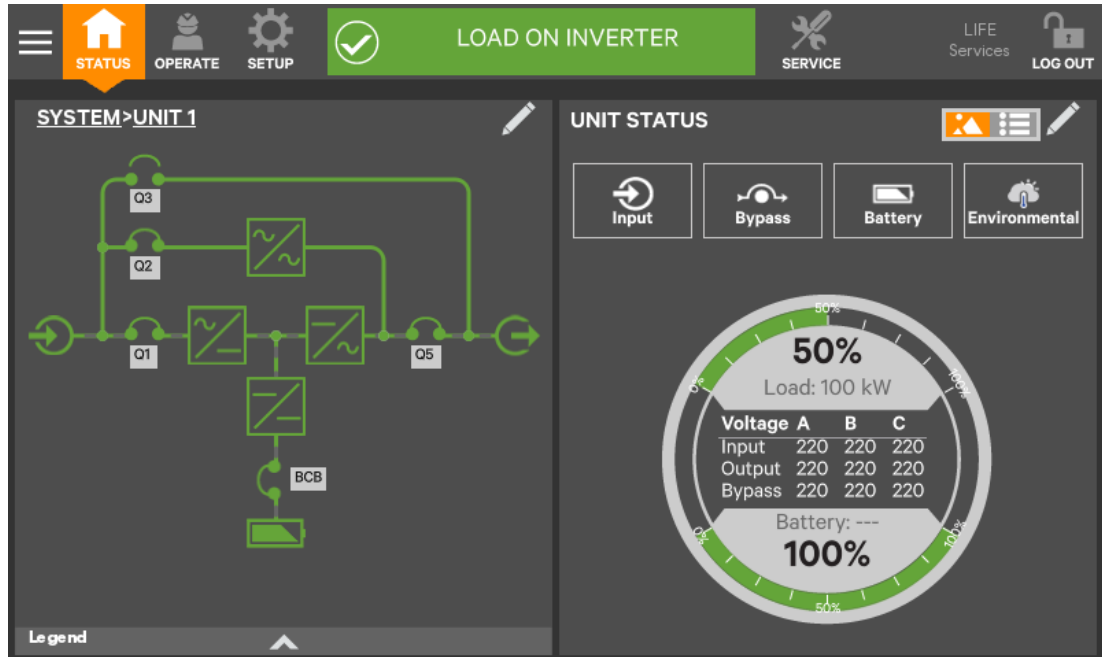 STATUS
OPERATE
SETUP
LOAD ON INVERTER
SERVICE
LIFE
Services
LOG OUT
SYSTEM>UNIT 1
Q3
Q2
Q1
Q5
BCB
Legend
UNIT STATUS
Input
Bypass
Battery
Environmental
50%
0%
100%
50%
Load: 100 kW
Voltage A B C
Input 220 220 220
Output 220 220 220
Bypass 220 220 220
Battery: ---
100%
0%
100%
50%